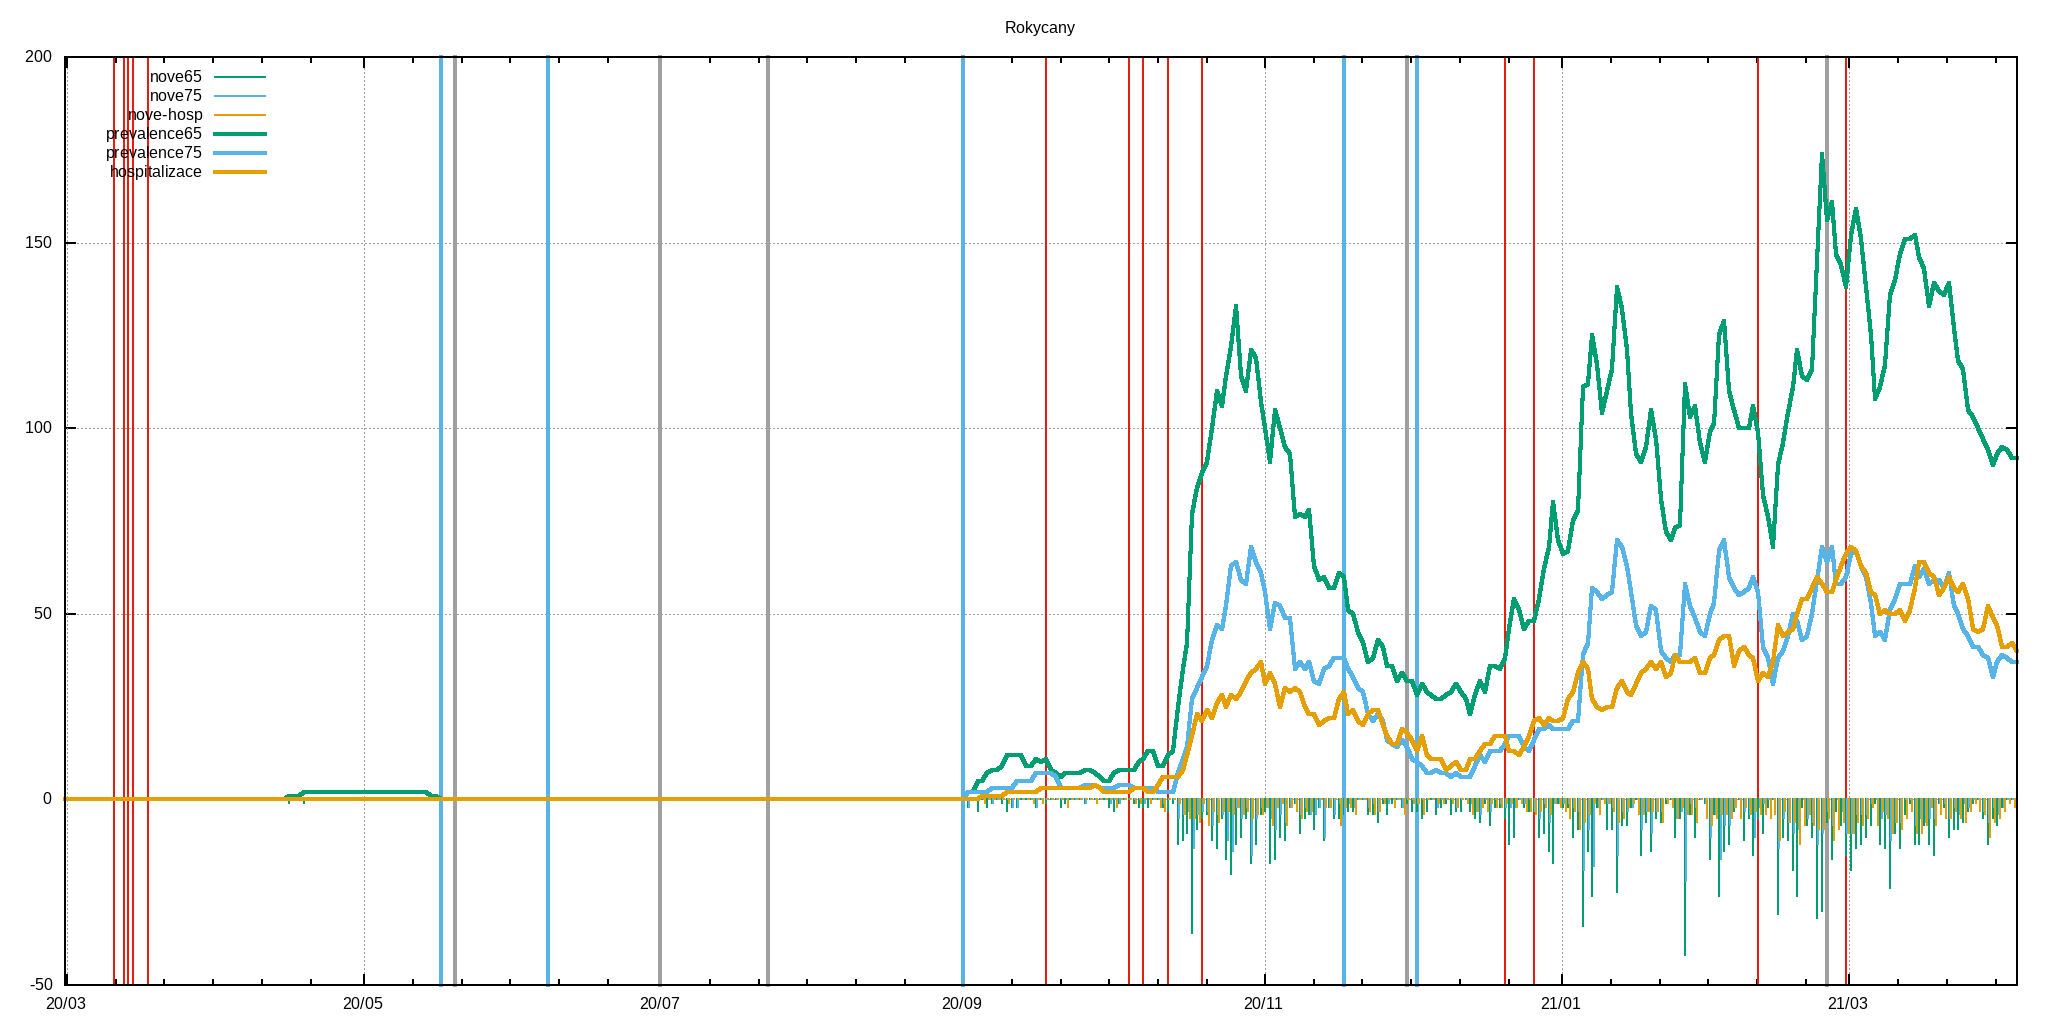 Rokycany
200
150
100
50
0
-50
nove65
nove75
nove-hosp
prevalence65
prevalence75
hospitalizace
20/03 20/05 20/07 20/09 20/11 21/01 21/03